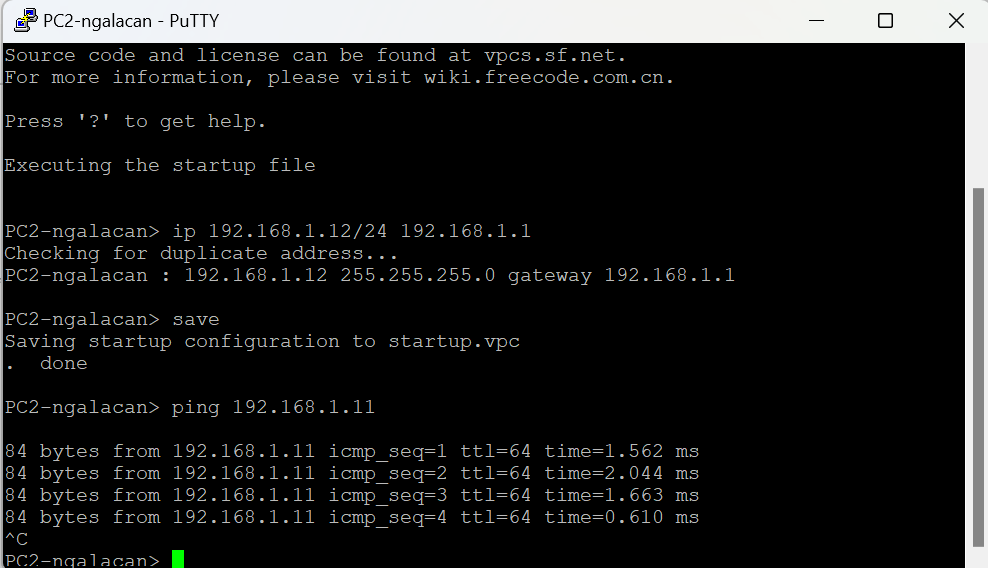 PC2-ngalacan - PuTTY
Source code and license can be found at vpcs.sf.net.
For more information, please visit wiki.freecode.com.cn.
Press '?' to get help.
Executing the startup file
PC2-ngalacan> ip 192.168.1.12/24 192.168.1.1
Checking for duplicate address...
PC2-ngalacan : 192.168.1.12 255.255.255.0 gateway 192.168.1.1
PC2-ngalacan> save
Saving startup configuration to startup.vpc
.  done
PC2-ngalacan> ping 192.168.1.11
84 bytes from 192.168.1.11 icmp_seq=1 ttl=64 time=1.562 ms
84 bytes from 192.168.1.11 icmp_seq=2 ttl=64 time=2.044 ms
84 bytes from 192.168.1.11 icmp_seq=3 ttl=64 time=1.663 ms
84 bytes from 192.168.1.11 icmp_seq=4 ttl=64 time=0.610 ms
^C
PC2-ngalacan>